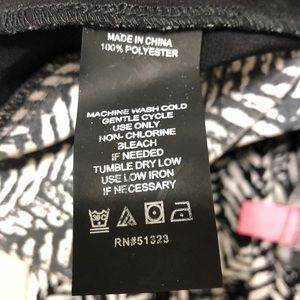 MADE IN CHINA
100% POLYESTER
MACHINE WASH COLD
GENTLE CYCLE
USE ONLY
NON- CHLORINE
BLEACH
IF NEEDED
TUMBLE DRY LOW
USE LOW IRON
IF NECESSARY
30C
RN#51323